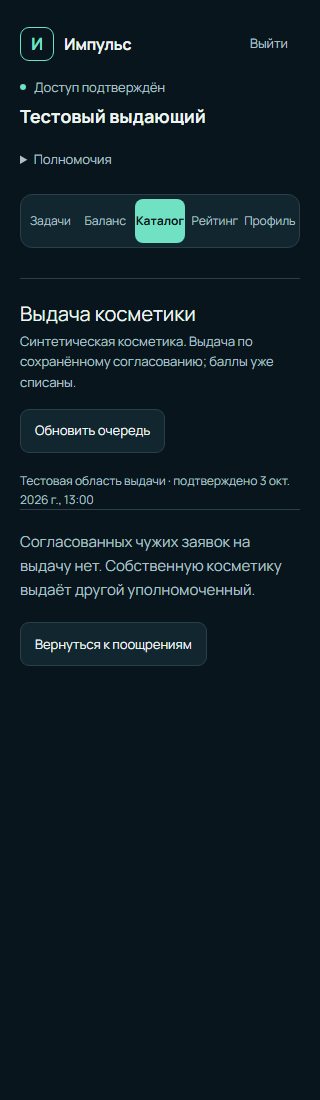 И Импульс Выйти
Доступ подтверждён
Тестовый выдающий
Полномочия
Задачи Баланс Каталог Рейтинг Профиль
Выдача косметики
Синтетическая косметика. Выдача по
сохранённому согласованию; баллы уже
списаны.
Обновить очередь
Тестовая область выдачи · подтверждено 3 окт.
2026 г., 13:00
Согласованных чужих заявок на
выдачу нет. Собственную косметику
выдаёт другой уполномоченный.
Вернуться к поощрениям